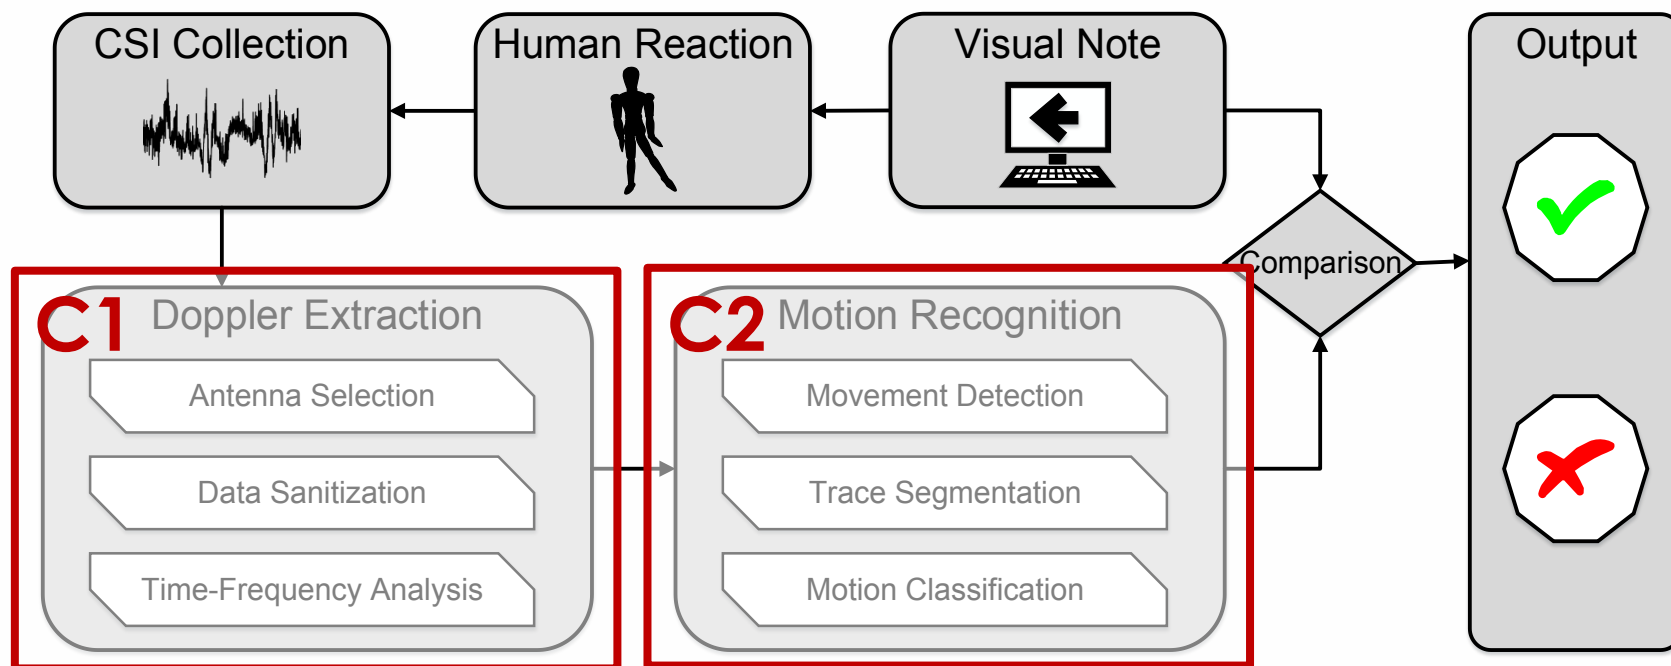 CSI Collection
Human Reaction
Visual Note
Output
Comparison
C1
Doppler Extraction
Antenna Selection
Data Sanitization
Time-Frequency Analysis
C2
Motion Recognition
Movement Detection
Trace Segmentation
Motion Classification